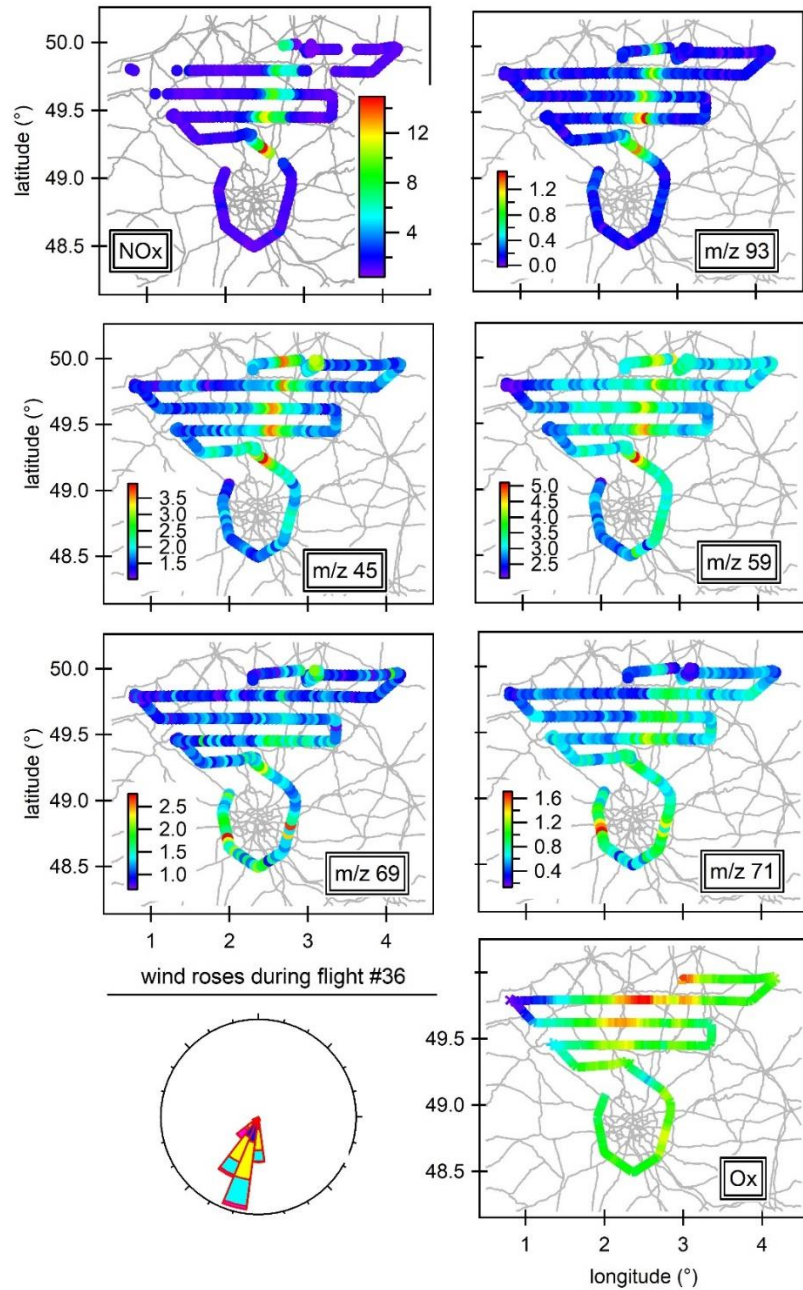 50.0
49.5
49.0
48.5
latitude (°)
12
8
4
NOx
1.2
0.8
0.4
0.0
m/z 93
50.0
49.5
49.0
48.5
latitude (°)
3.5
3.0
2.5
2.0
1.5
m/z 45
5.0
4.5
4.0
3.5
3.0
2.5
m/z 59
50.0
49.5
49.0
48.5
latitude (°)
2.5
2.0
1.5
1.0
m/z 69
1 2 3 4
1.6
1.2
0.8
0.4
m/z 71
wind roses during flight #36
49.5
49.0
48.5
latitude (°)
Ox
1 2 3 4
longitude (°)